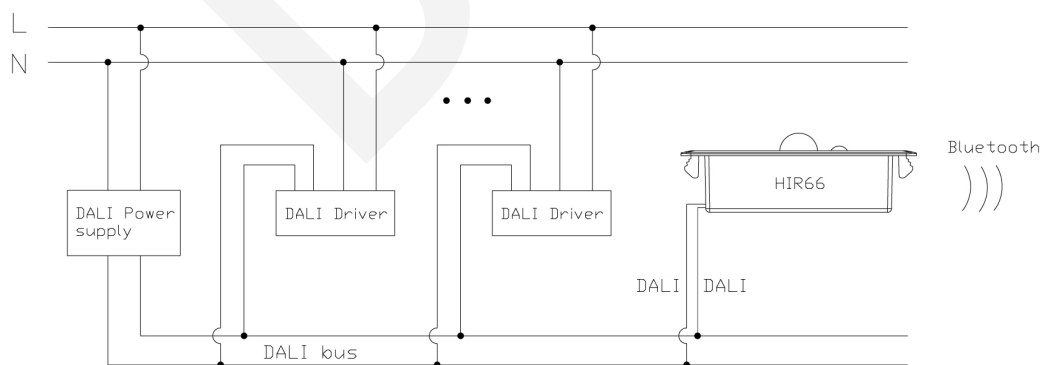 L
N
Bluetooth
HIR66
DALI Power
supply
DALI Driver
DALI Driver
DALI
DALI
DALI bus